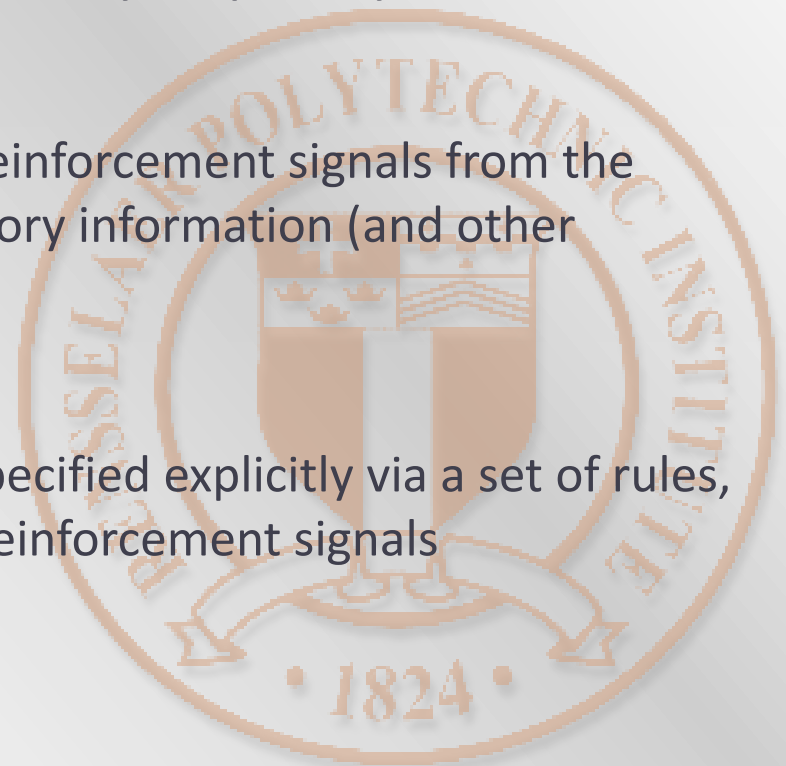 einforcement signals from the
ory information (and other
pecified explicitly via a set of rules,
einforcement signals
RENSSELAER POLYTECHNIC INSTITUTE
• 1824 •